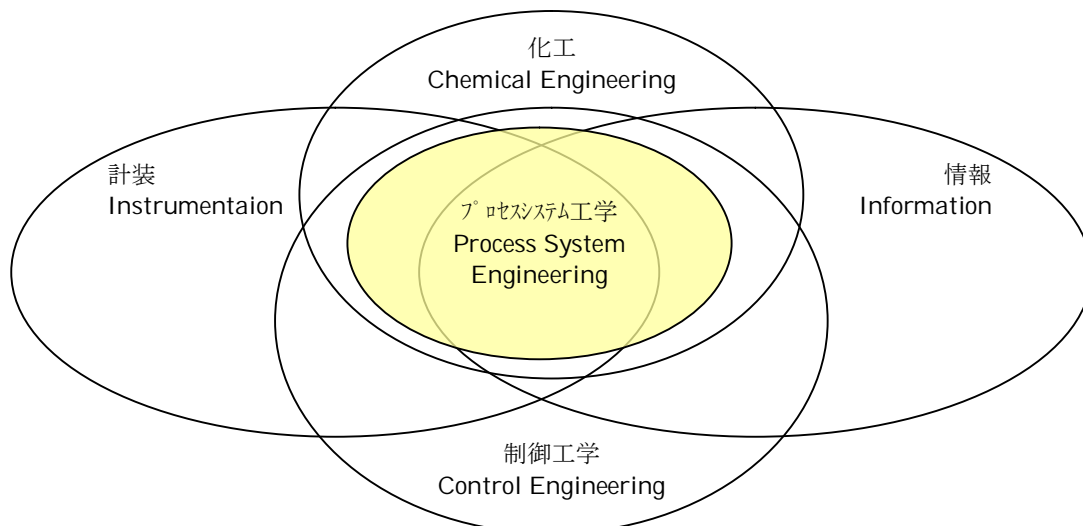 化工
Chemical Engineering
計装
Instrumentaion
情報
Information
プロセスシステム工学
Process System
Engineering
制御工学
Control Engineering